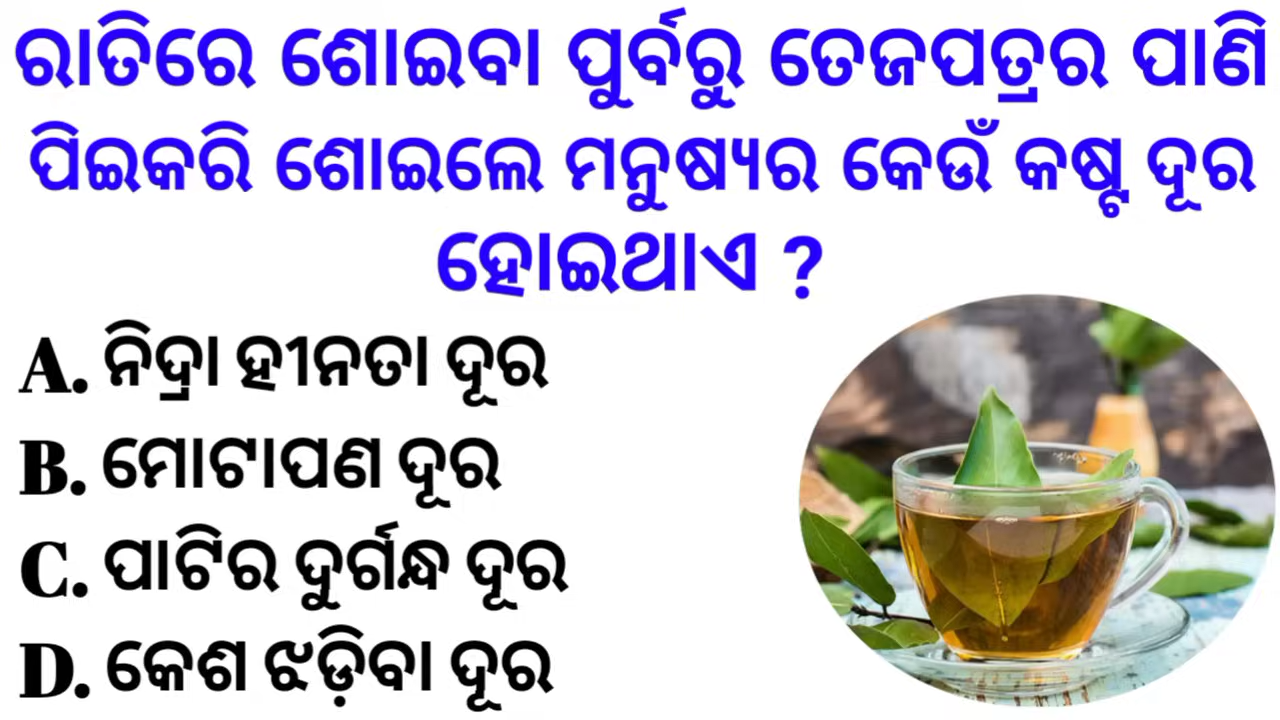 ରାତିରେ ଶୋଇବା ପୁର୍ବରୁ ତେଜପତ୍ରର ପାଣି
ପିଇକରି ଶୋଇଲେ ମନୁଷ୍ୟର କେଉଁ କଷ୍ଟ ଦୂର
ହୋଇଥାଏ ?
A. ନିଦ୍ରା ହୀନତା ଦୂର
B. ମୋଟାପଣ ଦୂର
C. ପାଟିର ଦୁର୍ଗନ୍ଧ ଦୂର
D. କେଶ ଝଡ଼ିବା ଦୂର